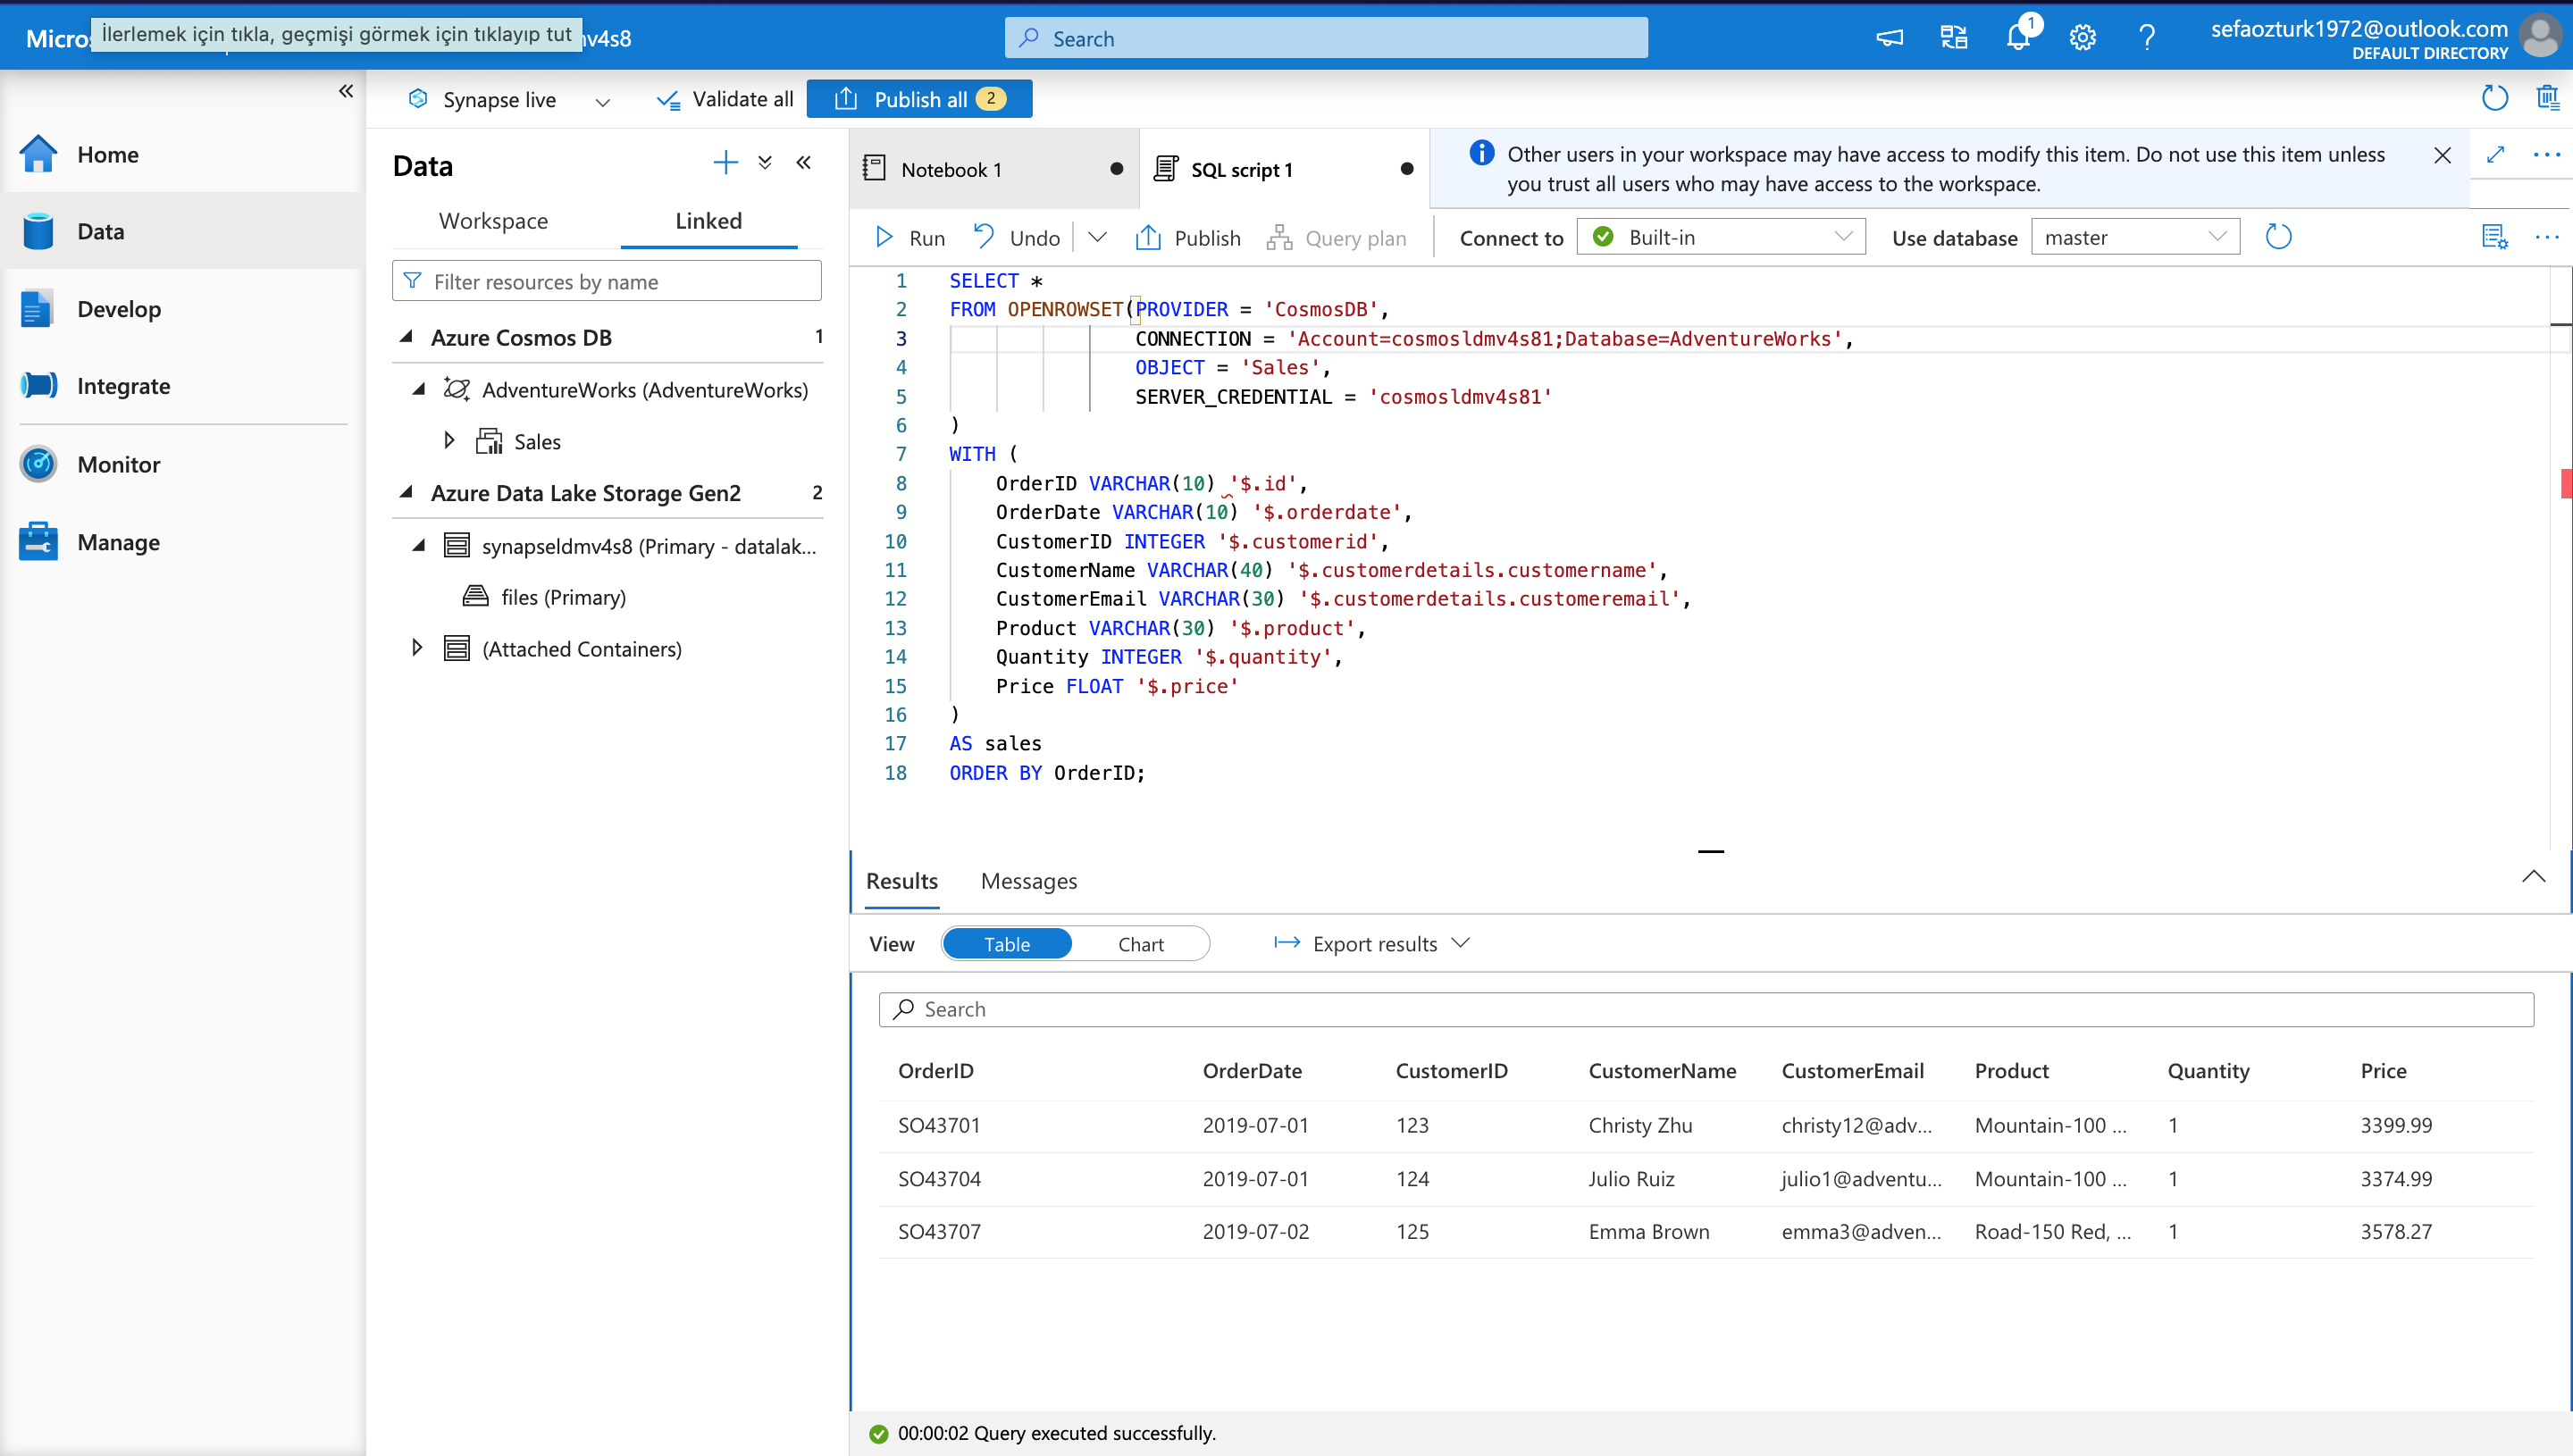 Micros
İlerlemek için tıkla, geçmişi görmek için tıklayıp tut
v4s8
Search
1
sefaozturk1972@outlook.com
DEFAULT DIRECTORY
Synapse live
Validate all
Publish all 2
Home
Data
Develop
Integrate
Monitor
Manage
Data
Workspace Linked
Filter resources by name
Azure Cosmos DB 1
AdventureWorks (AdventureWorks)
Sales
Azure Data Lake Storage Gen2 2
synapseldmv4s8 (Primary - datalak...
files (Primary)
(Attached Containers)
Notebook 1
SQL script 1
Other users in your workspace may have access to modify this item. Do not use this item unless
you trust all users who may have access to the workspace.
Run Undo Publish Query plan Connect to Built-in Use database master
1 SELECT *
2 FROM OPENROWSET(PROVIDER = 'CosmosDB',
3 CONNECTION = 'Account=cosmosldmv4s81;Database=AdventureWorks',
4 OBJECT = 'Sales',
5 SERVER_CREDENTIAL = 'cosmosldmv4s81'
6 )
7 WITH (
8 OrderID VARCHAR(10) '$.id',
9 OrderDate VARCHAR(10) '$.orderdate',
10 CustomerID INTEGER '$.customerid',
11 CustomerName VARCHAR(40) '$.customerdetails.customername',
12 CustomerEmail VARCHAR(30) '$.customerdetails.customeremail',
13 Product VARCHAR(30) '$.product',
14 Quantity INTEGER '$.quantity',
15 Price FLOAT '$.price'
16 )
17 AS sales
18 ORDER BY OrderID;
Results Messages
View Table Chart Export results
Search
OrderID OrderDate CustomerID CustomerName CustomerEmail Product Quantity Price
SO43701 2019-07-01 123 Christy Zhu christy12@adv... Mountain-100 ... 1 3399.99
SO43704 2019-07-01 124 Julio Ruiz julio1@adventu... Mountain-100 ... 1 3374.99
SO43707 2019-07-02 125 Emma Brown emma3@adven... Road-150 Red, ... 1 3578.27
00:00:02 Query executed successfully.